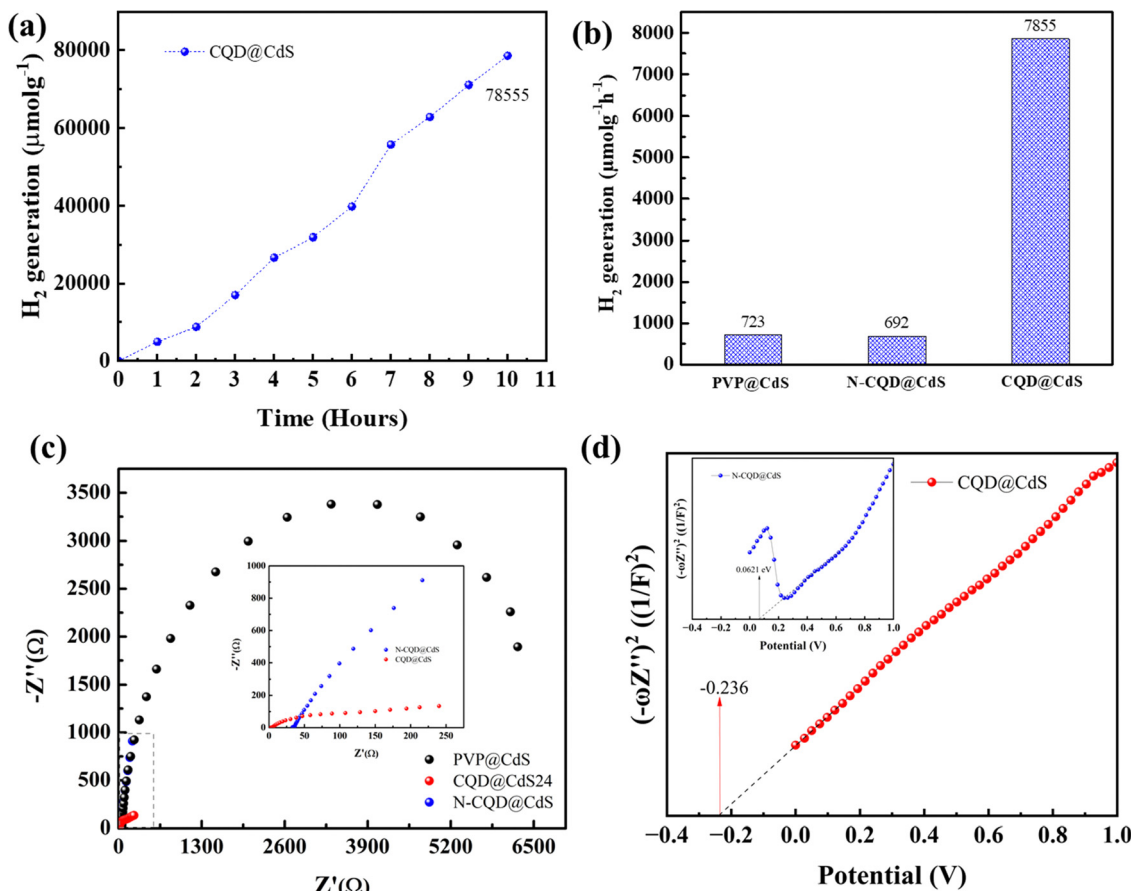 (a)
CQD@CdS
78555
H₂ generation (μmolg⁻¹)
80000
60000
40000
20000
0
0 1 2 3 4 5 6 7 8 9 10 11
Time (Hours)
(b)
7855
723
692
H₂ generation (μmolg⁻¹h⁻¹)
8000
7000
6000
5000
4000
3000
2000
1000
0
PVP@CdS N-CQD@CdS CQD@CdS
(c)
-Z''(Ω)
3500
3000
2500
2000
1500
1000
500
0
0 1300 2600 3900 5200 6500
Z'(Ω)
PVP@CdS
CQD@CdS24
N-CQD@CdS
-Z''(Ω)
1000
800
600
400
200
0
0 50 100 150 200 250
Z'(Ω)
N-CQD@CdS
CQD@CdS
(d)
CQD@CdS
(-ωZ'')² ((1/F)²)
-0.236
−0.4 −0.2 0.0 0.2 0.4 0.6 0.8 1.0
Potential (V)
N-CQD@CdS
(-ωZ'')² ((1/F)²)
0.0621 eV
−0.4 −0.2 0.0 0.2 0.4 0.6 0.8 1.0
Potential (V)